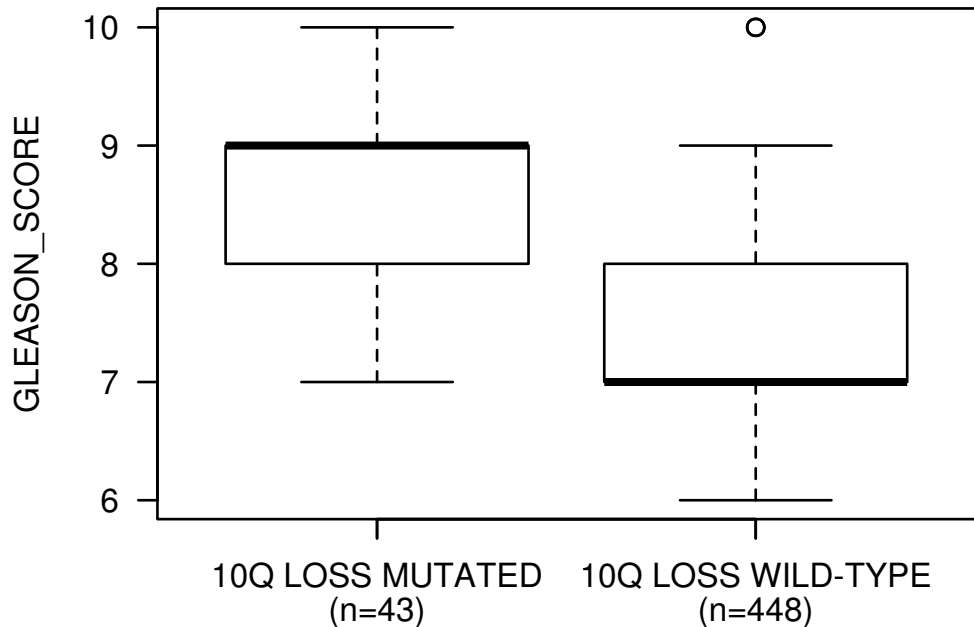 GLEASON_SCORE
10
9
8
7
6
10Q LOSS MUTATED
(n=43)
10Q LOSS WILD-TYPE
(n=448)